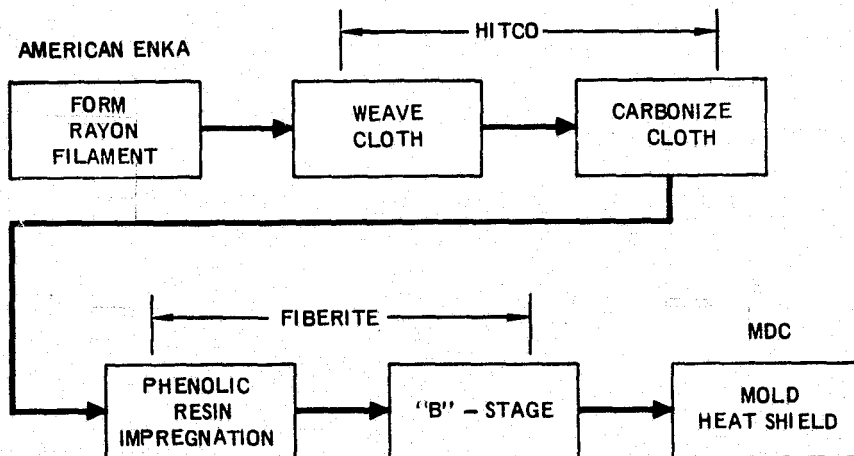 HITCO
AMERICAN ENKA
FORM
RAYON
FILAMENT
WEAVE
CLOTH
CARBONIZE
CLOTH
FIBERITE
MDC
PHENOLIC
RESIN
IMPREGNATION
"B" – STAGE
MOLD
HEAT SHIELD